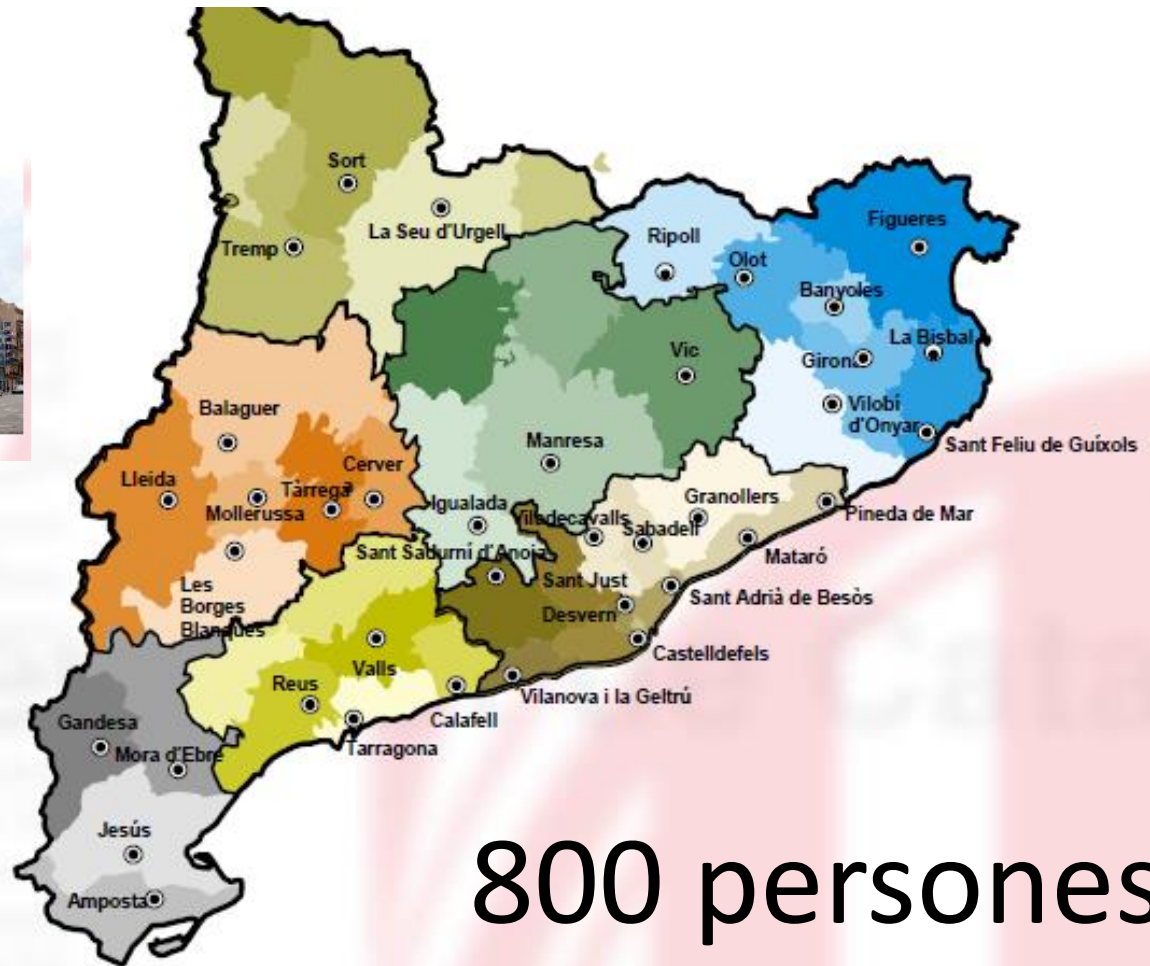 Sort
La Seu d'Urgell
Tremp
Ripoll
Figueres
Olot
Banyoles
La Bisbal
Giron
Vic
Vilobí
d'Onyar
Sant Feliu de Guíxols
Balaguer
Manresa
Lleida
Cerver
Tàrrega
Mollerussa
Igualada
Viladecavalls
Sabadell
Granollers
Pineda de Mar
Mataró
Sant Sadurní d'Anoia
Sant Just
Desvern
Sant Adrià de Besòs
Les
Borges
Blanques
Castelldefels
Valls
Reus
Vilanova i la Geltrú
Calafell
Tarragona
Gandesa
Mora d'Ebre
Jesús
Amposta
800 persones